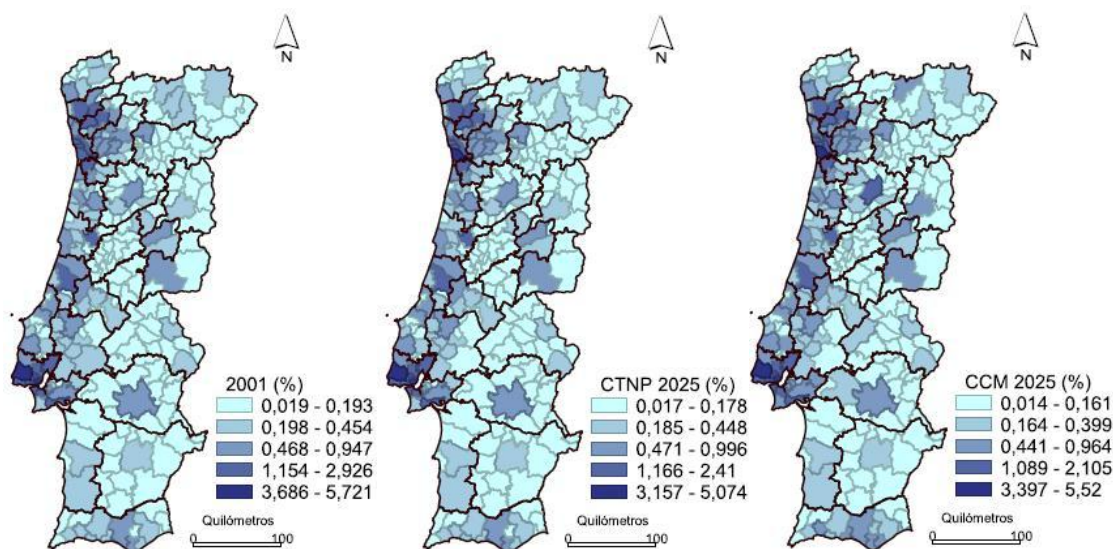 N
N
N
2001 (%)
0,019 - 0,193
0,198 - 0,454
0,468 - 0,947
1,154 - 2,926
3,686 - 5,721
Quilómetros
0 100
CTNP 2025 (%)
0,017 - 0,178
0,185 - 0,448
0,471 - 0,996
1,166 - 2,41
3,157 - 5,074
Quilómetros
0 100
CCM 2025 (%)
0,014 - 0,161
0,164 - 0,399
0,441 - 0,964
1,089 - 2,105
3,397 - 5,52
Quilómetros
0 100